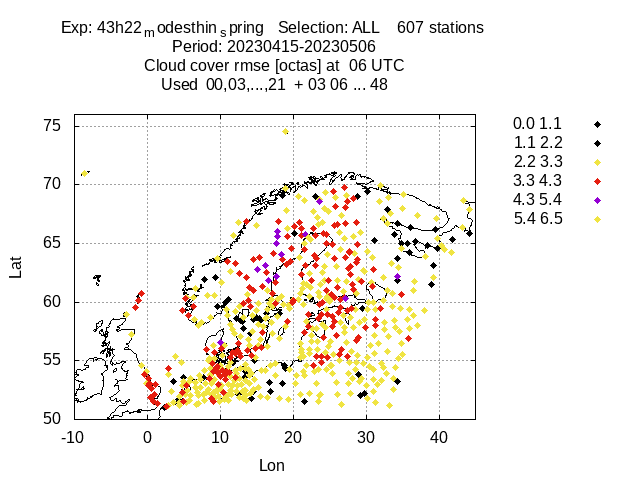 Exp: 43h22modesthinspring   Selection: ALL    607 stations
Period: 20230415-20230506
Cloud cover rmse [octas] at  06 UTC
Used  00,03,...,21  + 03 06 ... 48
75
70
65
60
55
50
-10 0 10 20 30 40
Lat
Lon
0.0 1.1
1.1 2.2
2.2 3.3
3.3 4.3
4.3 5.4
5.4 6.5